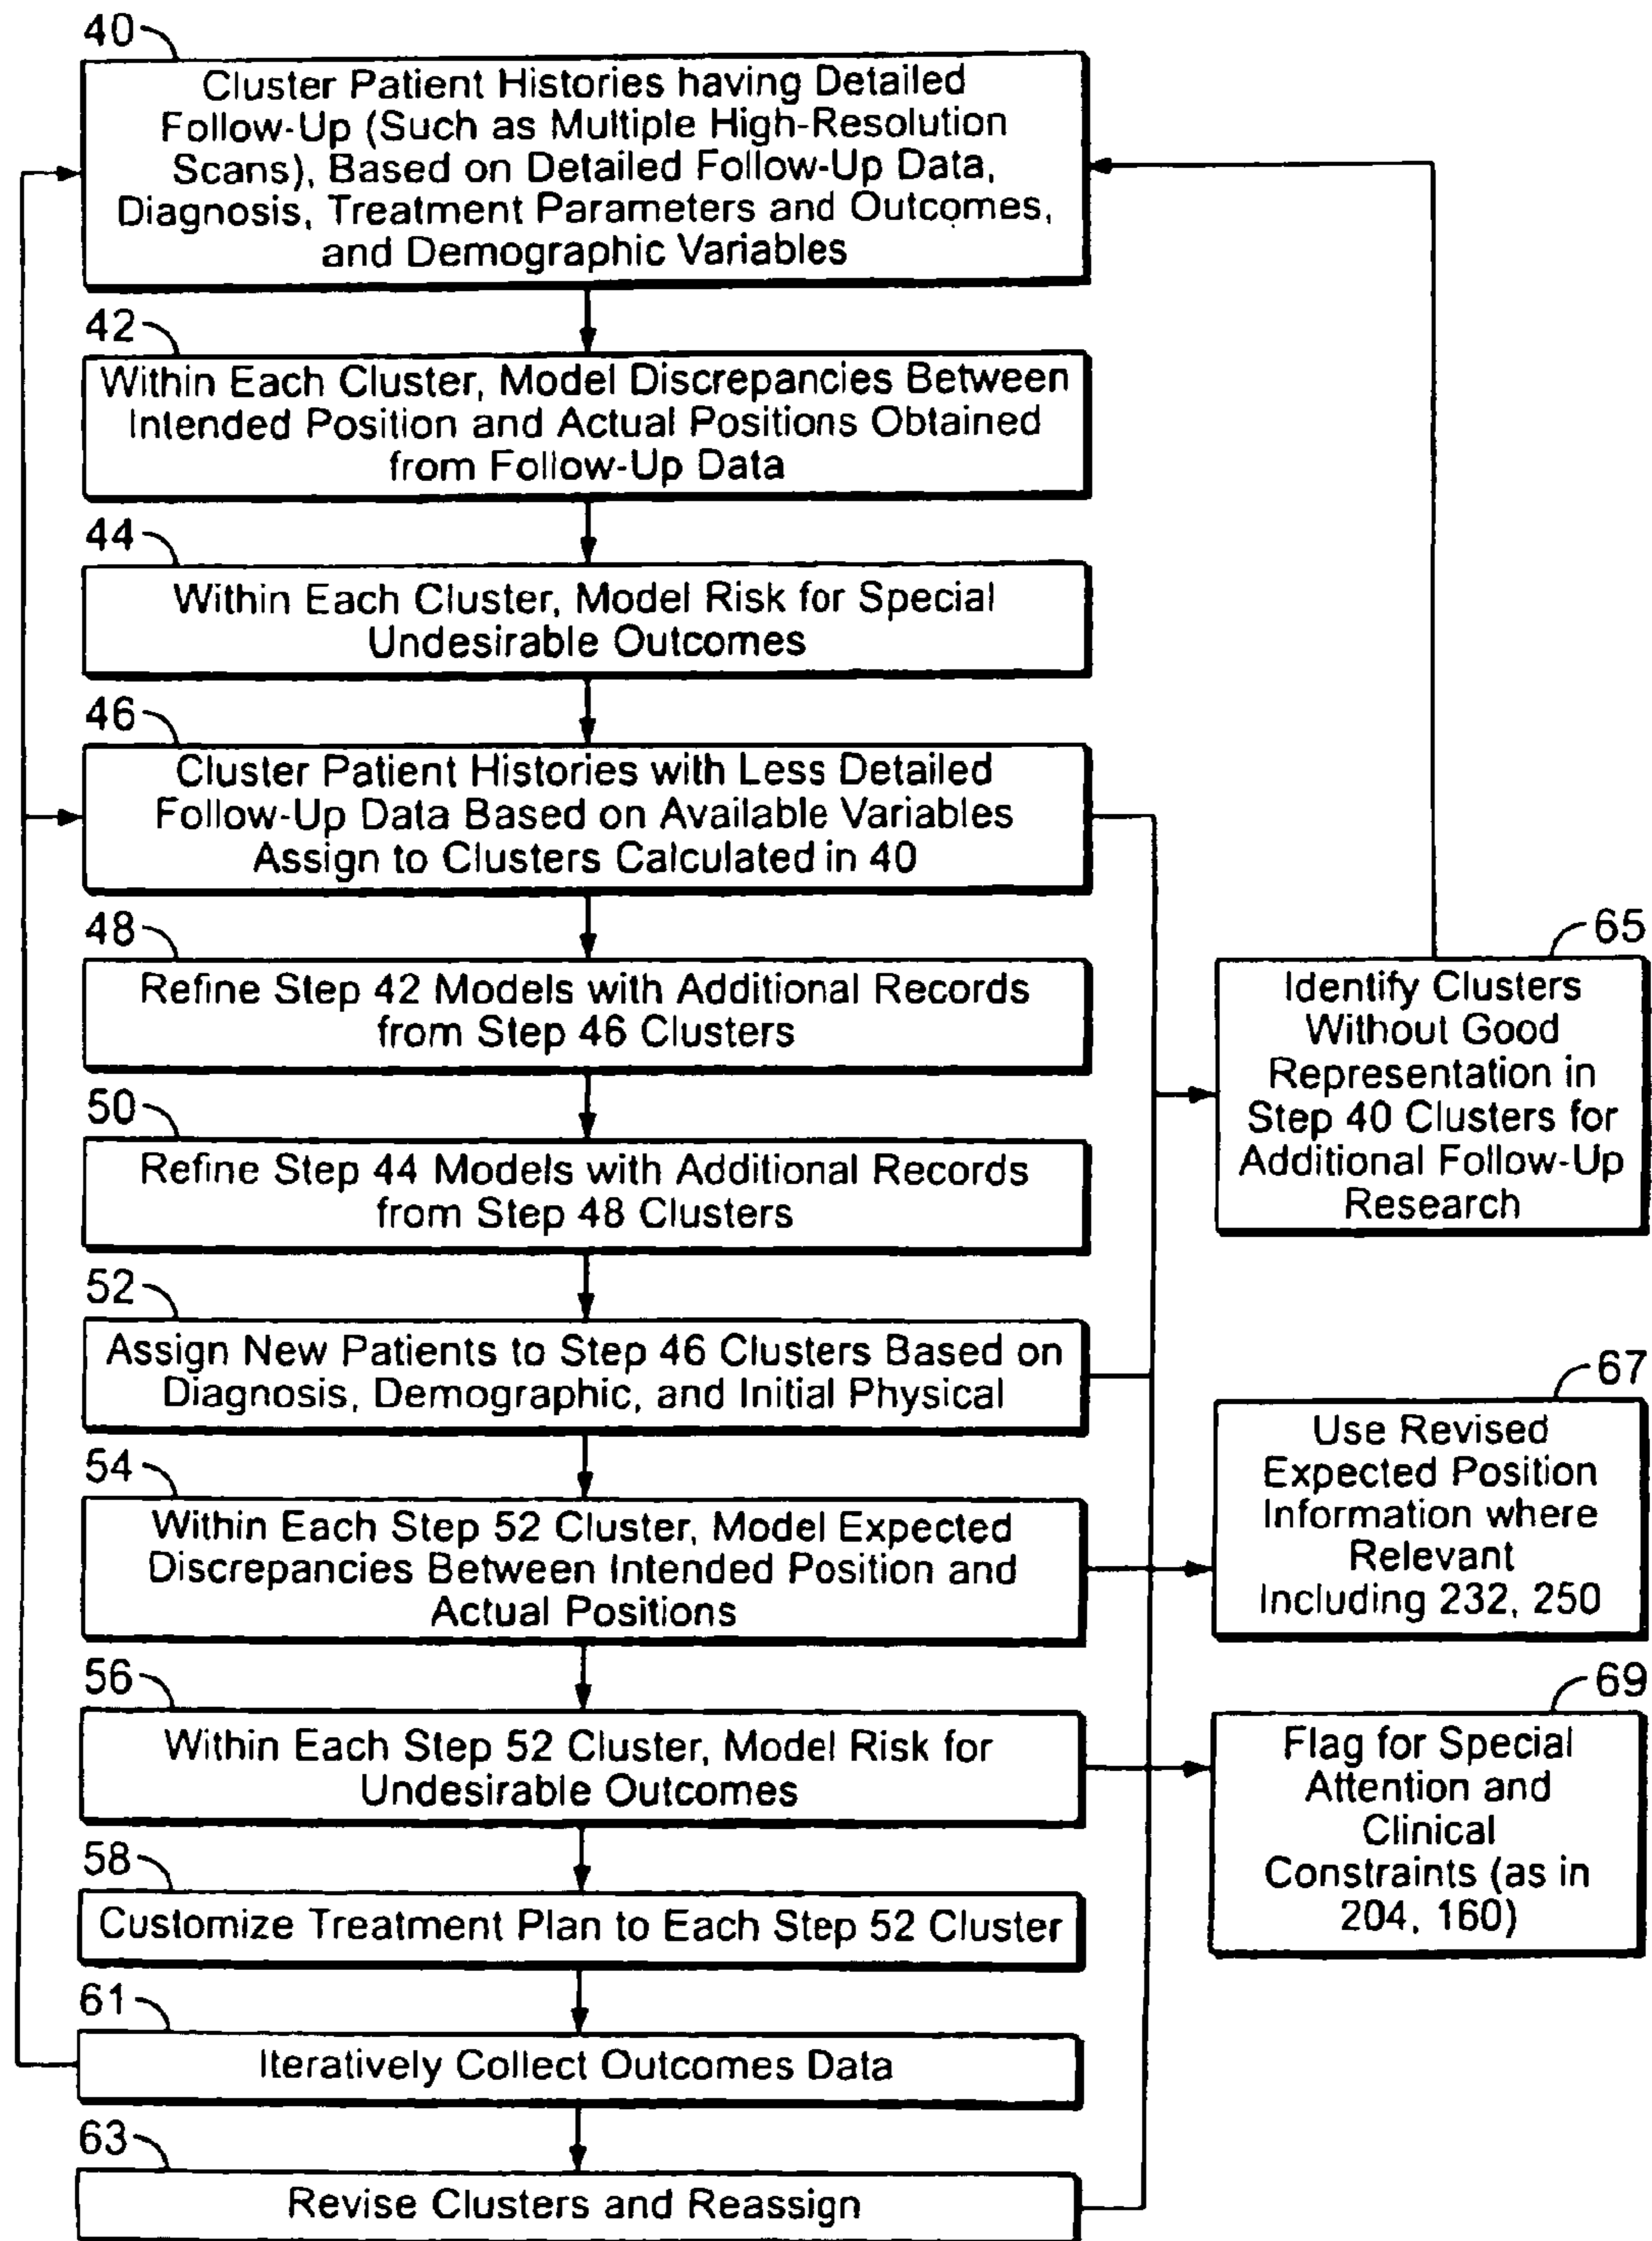 40
Cluster Patient Histories having Detailed
Follow-Up (Such as Multiple High-Resolution
Scans), Based on Detailed Follow-Up Data,
Diagnosis, Treatment Parameters and Outcomes,
and Demographic Variables
42
Within Each Cluster, Model Discrepancies Between
Intended Position and Actual Positions Obtained
from Follow-Up Data
44
Within Each Cluster, Model Risk for Special
Undesirable Outcomes
46
Cluster Patient Histories with Less Detailed
Follow-Up Data Based on Available Variables
Assign to Clusters Calculated in 40
48
Refine Step 42 Models with Additional Records
from Step 46 Clusters
50
Refine Step 44 Models with Additional Records
from Step 48 Clusters
52
Assign New Patients to Step 46 Clusters Based on
Diagnosis, Demographic, and Initial Physical
54
Within Each Step 52 Cluster, Model Expected
Discrepancies Between Intended Position and
Actual Positions
56
Within Each Step 52 Cluster, Model Risk for
Undesirable Outcomes
58
Customize Treatment Plan to Each Step 52 Cluster
61
Iteratively Collect Outcomes Data
63
Revise Clusters and Reassign
65
Identify Clusters
Without Good
Representation in
Step 40 Clusters for
Additional Follow-Up
Research
67
Use Revised
Expected Position
Information where
Relevant
Including 232, 250
69
Flag for Special
Attention and
Clinical
Constraints (as in
204, 160)